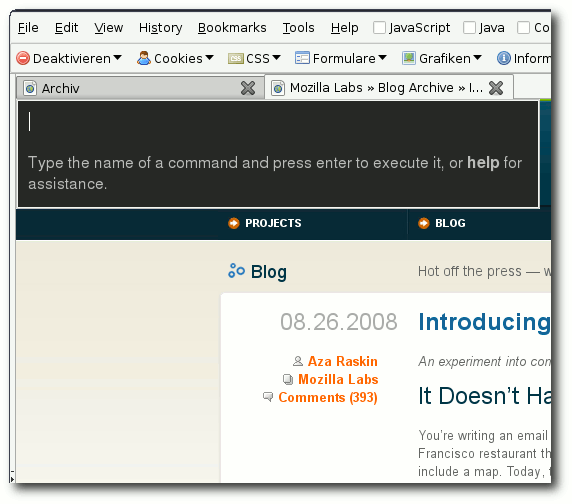 File Edit View History Bookmarks Tools Help JavaScript Java Co
Deaktivieren Cookies CSS Formulare Grafiken Inform
Archiv Mozilla Labs » Blog Archive » I...
Type the name of a command and press enter to execute it, or help for
assistance.
PROJECTS BLOG
Blog Hot off the press — w
08.26.2008 Introducing
Aza Raskin An experiment into con
Mozilla Labs
Comments (393) It Doesn't Ha
You're writing an email
Francisco restaurant th
include a map. Today, t